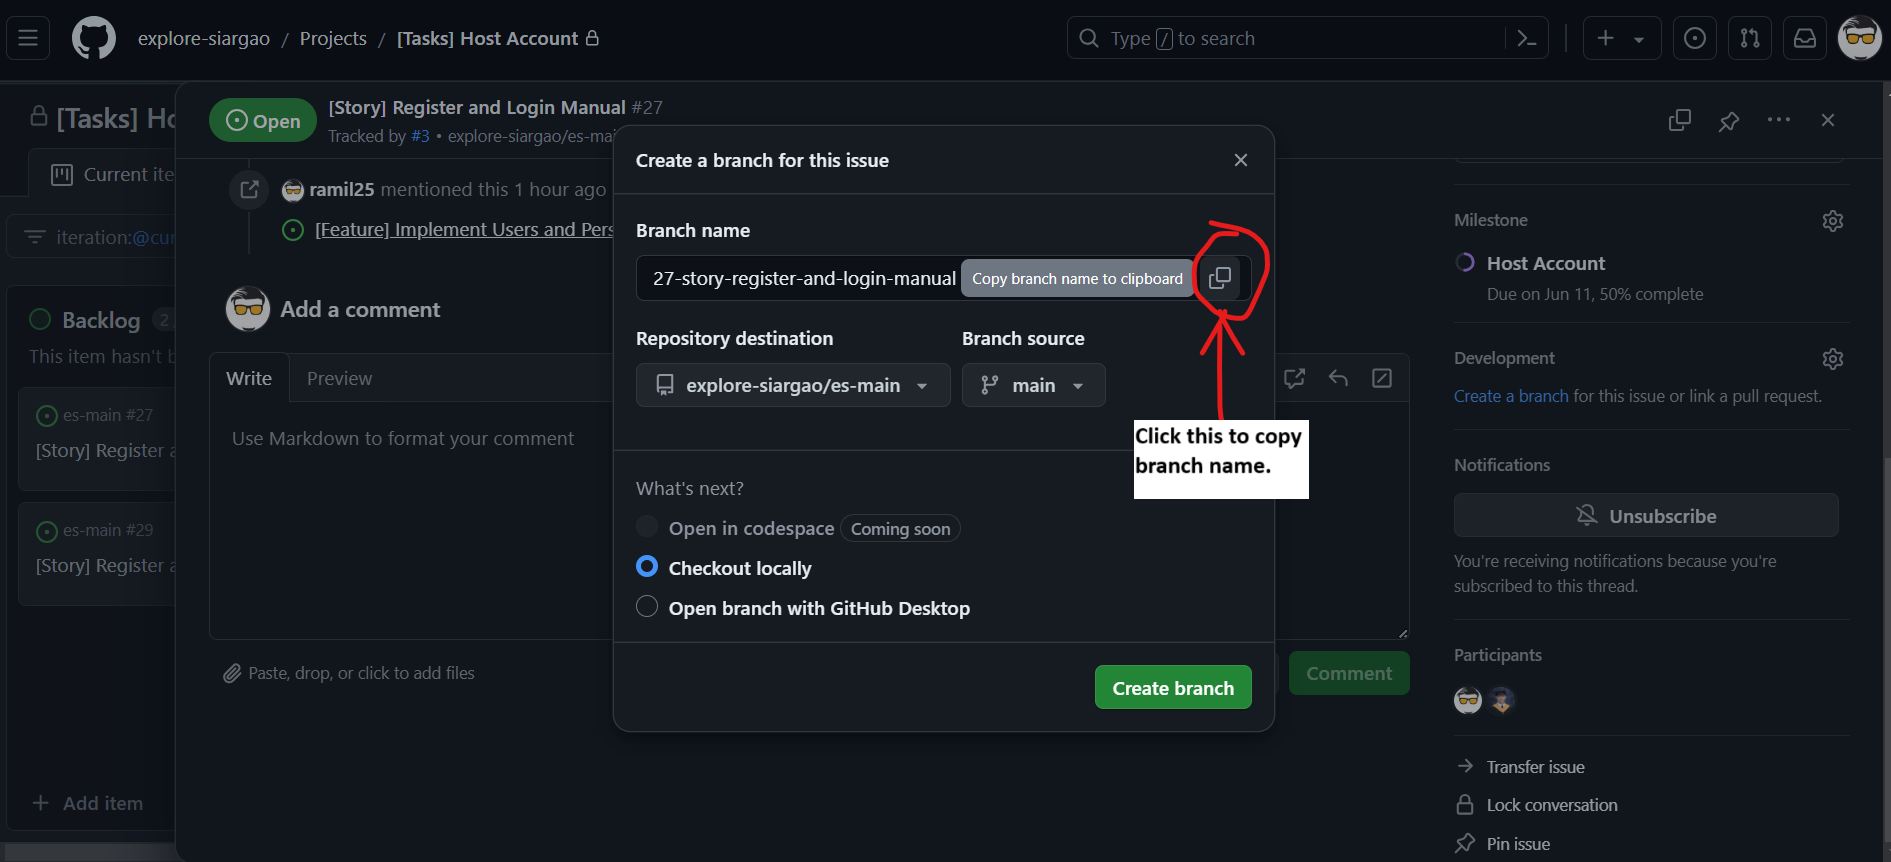 explore-siargao / Projects / [Tasks] Host Account
Type / to search
[Tasks] Ho
Current ite
iteration:@cur
Backlog 2
This item hasn't b
es-main #27
[Story] Register a
es-main #29
[Story] Register a
Add item
Open
[Story] Register and Login Manual #27
Tracked by #3 • explore-siargao/es-mai
ramil25 mentioned this 1 hour ago
[Feature] Implement Users and Pers
Add a comment
Write Preview
Use Markdown to format your comment
Paste, drop, or click to add files
Comment
Create a branch for this issue
Branch name
27-story-register-and-login-manual
Copy branch name to clipboard
Repository destination Branch source
explore-siargao/es-main main
Click this to copy
branch name.
What's next?
Open in codespace Coming soon
Checkout locally
Open branch with GitHub Desktop
Create branch
Milestone
Host Account
Due on Jun 11, 50% complete
Development
Create a branch for this issue or link a pull request.
Notifications
Unsubscribe
You're receiving notifications because you're
subscribed to this thread.
Participants
Transfer issue
Lock conversation
Pin issue